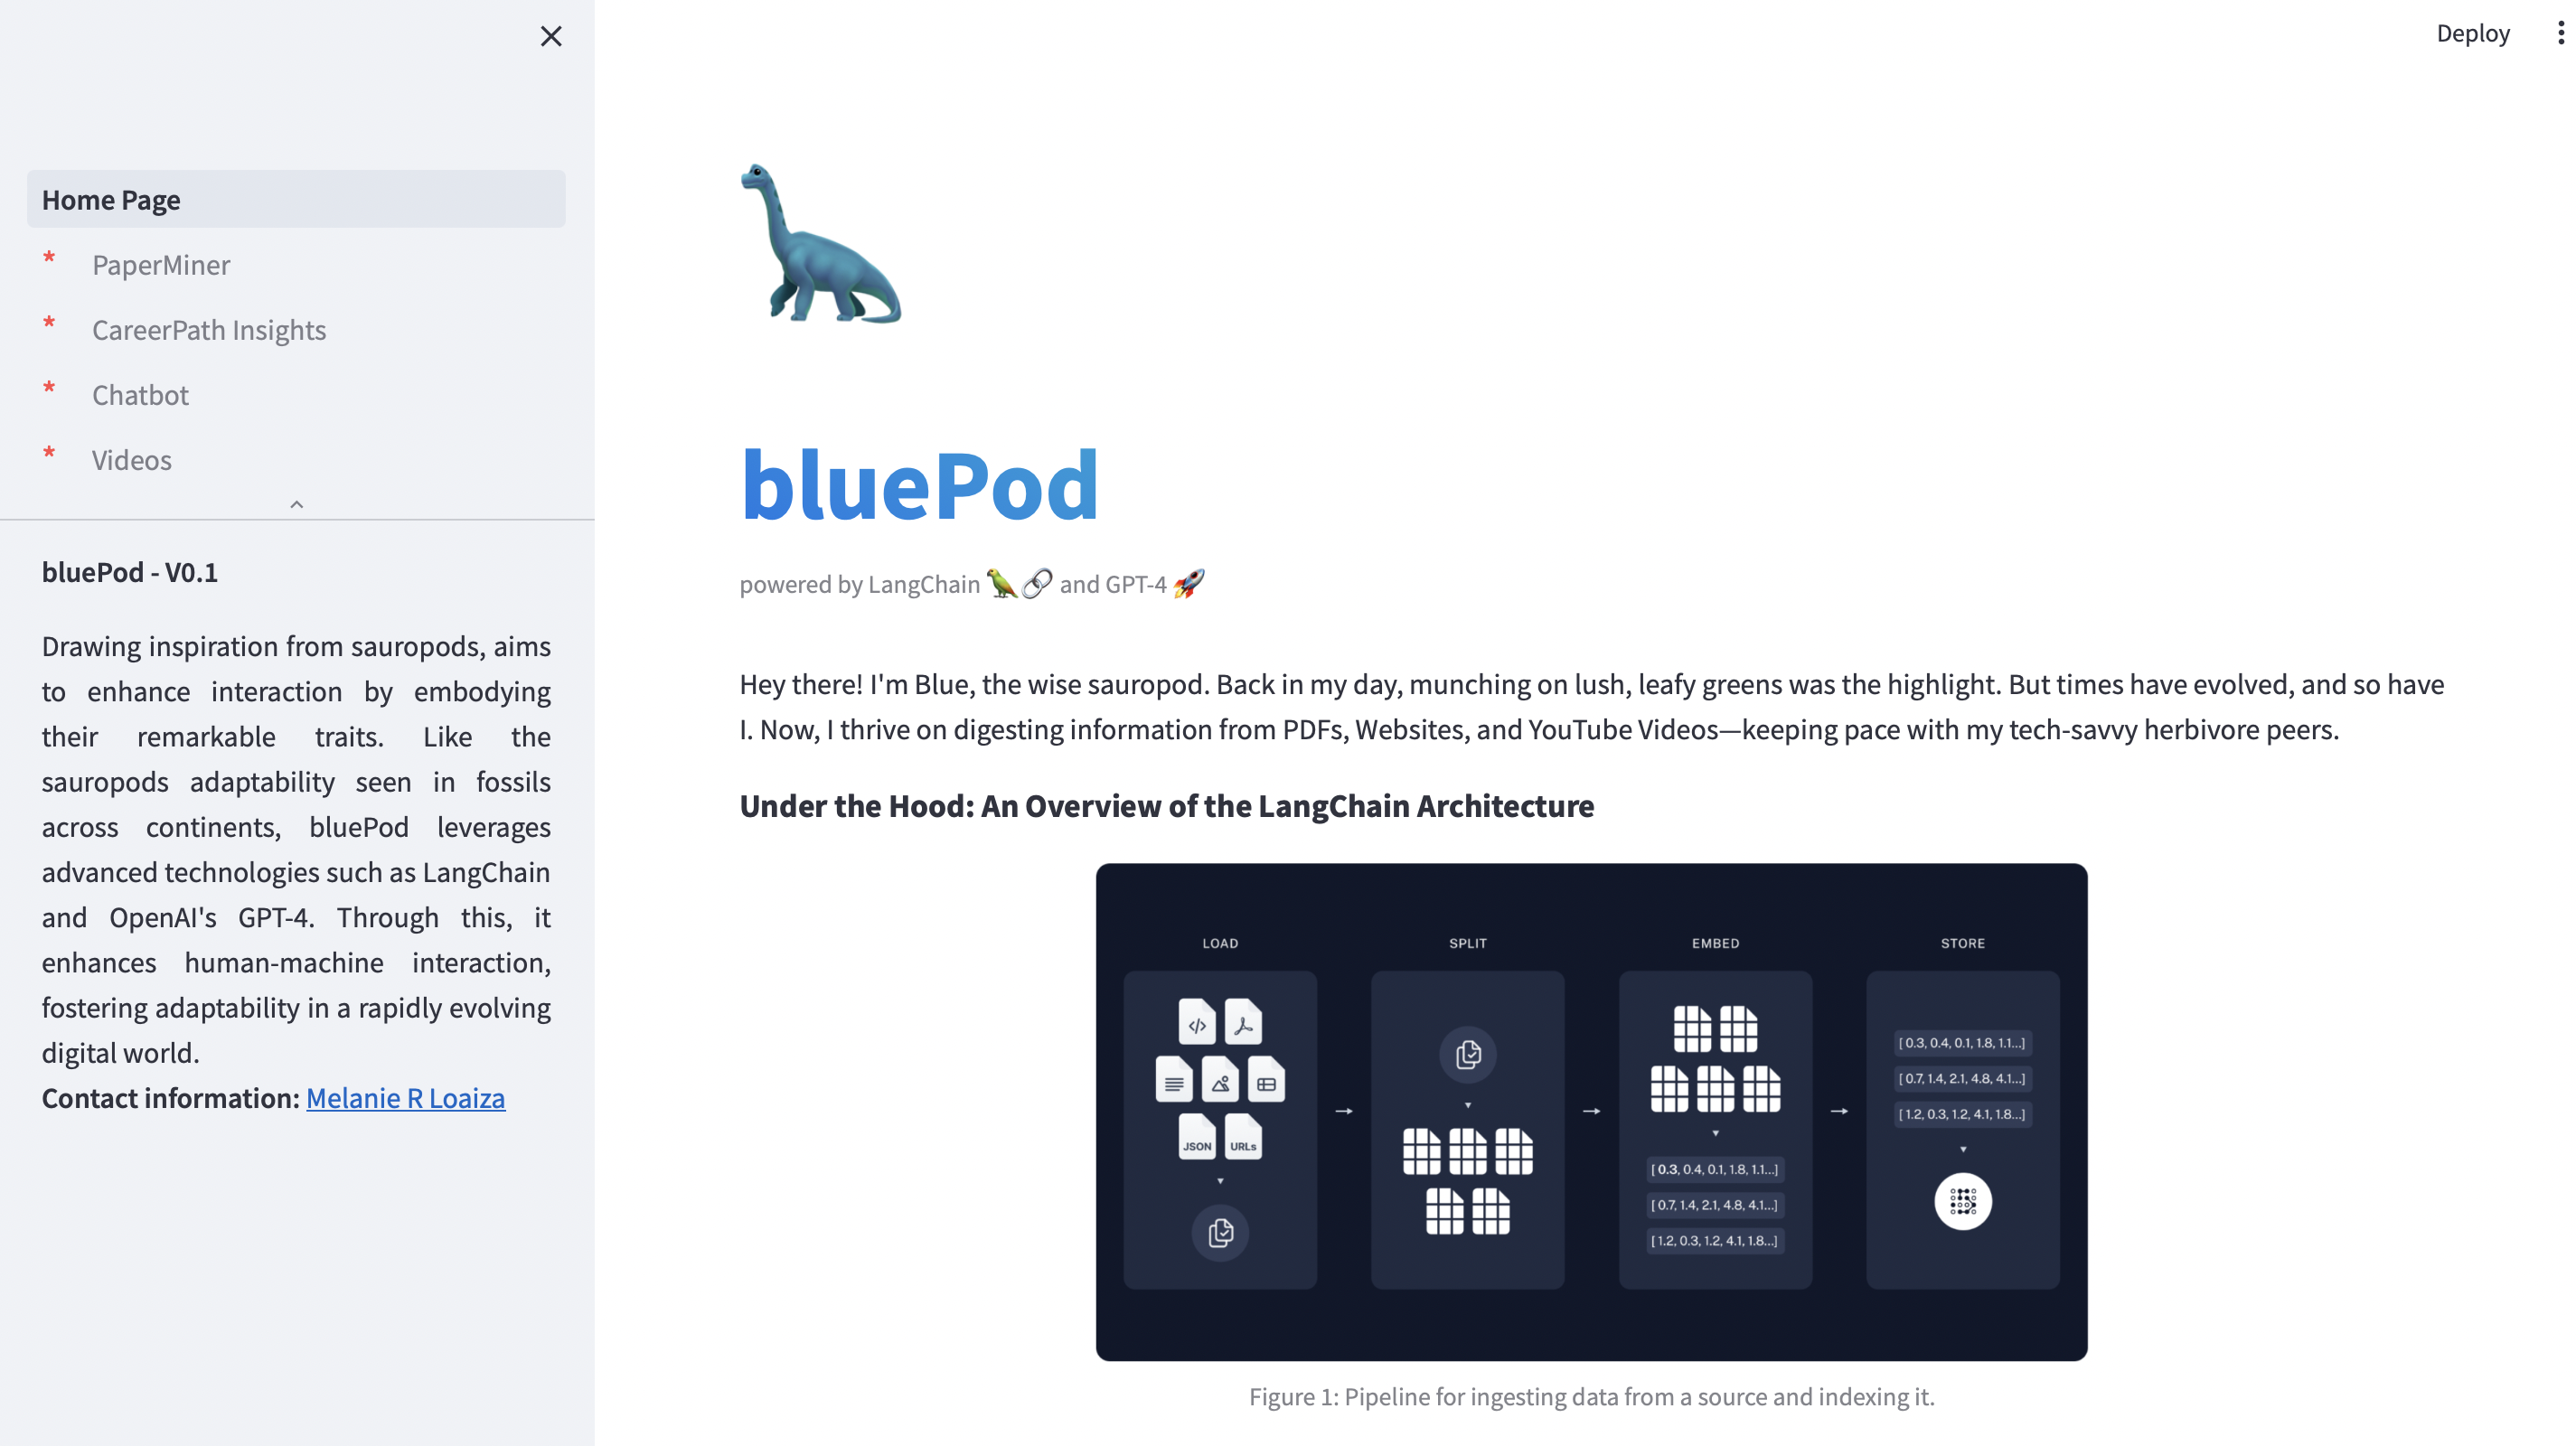 Deploy
Home Page
* PaperMiner
* CareerPath Insights
* Chatbot
* Videos
bluePod - V0.1
Drawing inspiration from sauropods, aims
to enhance interaction by embodying
their remarkable traits. Like the
sauropods adaptability seen in fossils
across continents, bluePod leverages
advanced technologies such as LangChain
and OpenAI's GPT-4. Through this, it
enhances human-machine interaction,
fostering adaptability in a rapidly evolving
digital world.
Contact information: Melanie R Loaiza
bluePod
powered by LangChain 🦜🔗 and GPT-4 🚀
Hey there! I'm Blue, the wise sauropod. Back in my day, munching on lush, leafy greens was the highlight. But times have evolved, and so have
I. Now, I thrive on digesting information from PDFs, Websites, and YouTube Videos—keeping pace with my tech-savvy herbivore peers.
Under the Hood: An Overview of the LangChain Architecture
LOAD
</>
JSON URLs
SPLIT
EMBED
[ 0.3, 0.4, 0.1, 1.8, 1.1...]
[ 0.7, 1.4, 2.1, 4.8, 4.1...]
[ 1.2, 0.3, 1.2, 4.1, 1.8...]
STORE
[ 0.3, 0.4, 0.1, 1.8, 1.1...]
[ 0.7, 1.4, 2.1, 4.8, 4.1...]
[ 1.2, 0.3, 1.2, 4.1, 1.8...]
Figure 1: Pipeline for ingesting data from a source and indexing it.